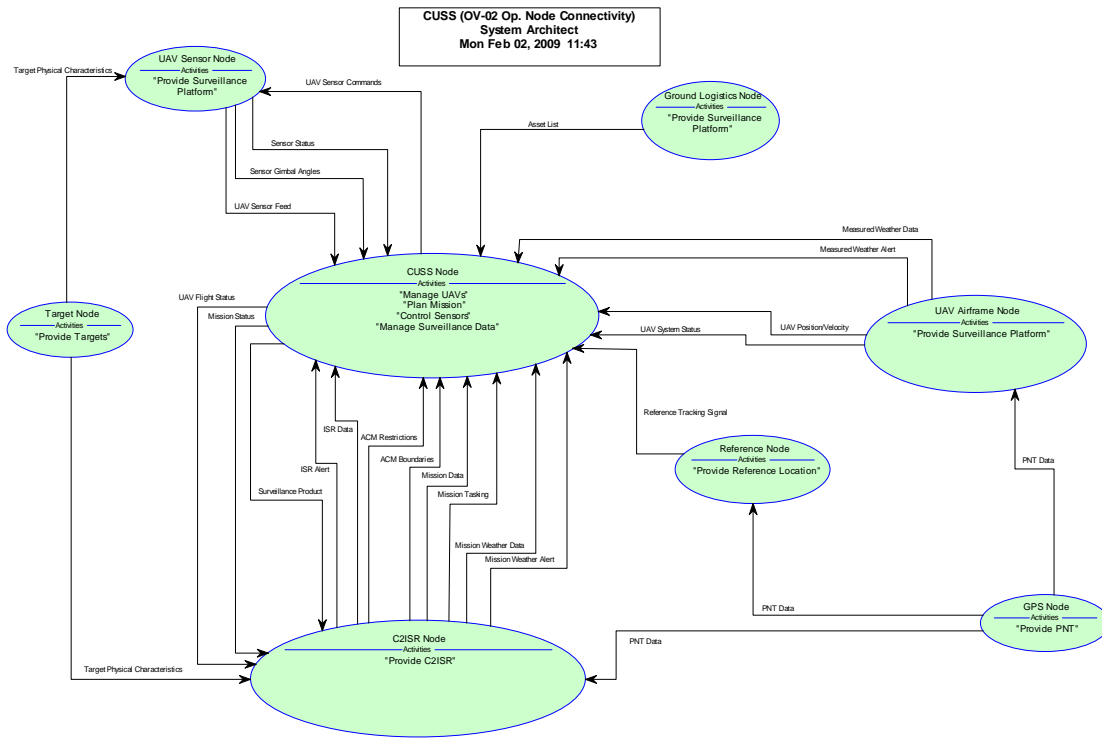 CUSS (OV-02 Op. Node Connectivity)
System Architect
Mon Feb 02, 2009  11:43
UAV Sensor Node
Activities
"Provide Surveillance
Platform"
Target Physical Characteristics
UAV Sensor Commands
Ground Logistics Node
Activities
"Provide Surveillance
Platform"
Asset List
Sensor Status
Sensor Gimbal Angles
UAV Sensor Feed
Measured Weather Data
Measured Weather Alert
CUSS Node
Activities
"Manage UAVs"
"Plan Mission"
"Control Sensors"
"Manage Surveillance Data"
UAV Flight Status
Mission Status
Target Node
Activities
"Provide Targets"
UAV Airframe Node
Activities
"Provide Surveillance Platform"
UAV Position/Velocity
UAV System Status
Reference Tracking Signal
ISR Data
ACM Restrictions
ISR Alert
ACM Boundaries
Mission Data
Surveillance Product
Mission Tasking
Reference Node
Activities
"Provide Reference Location"
PNT Data
Mission Weather Data
Mission Weather Alert
PNT Data
GPS Node
Activities
"Provide PNT"
PNT Data
C2ISR Node
Activities
"Provide C2ISR"
Target Physical Characteristics